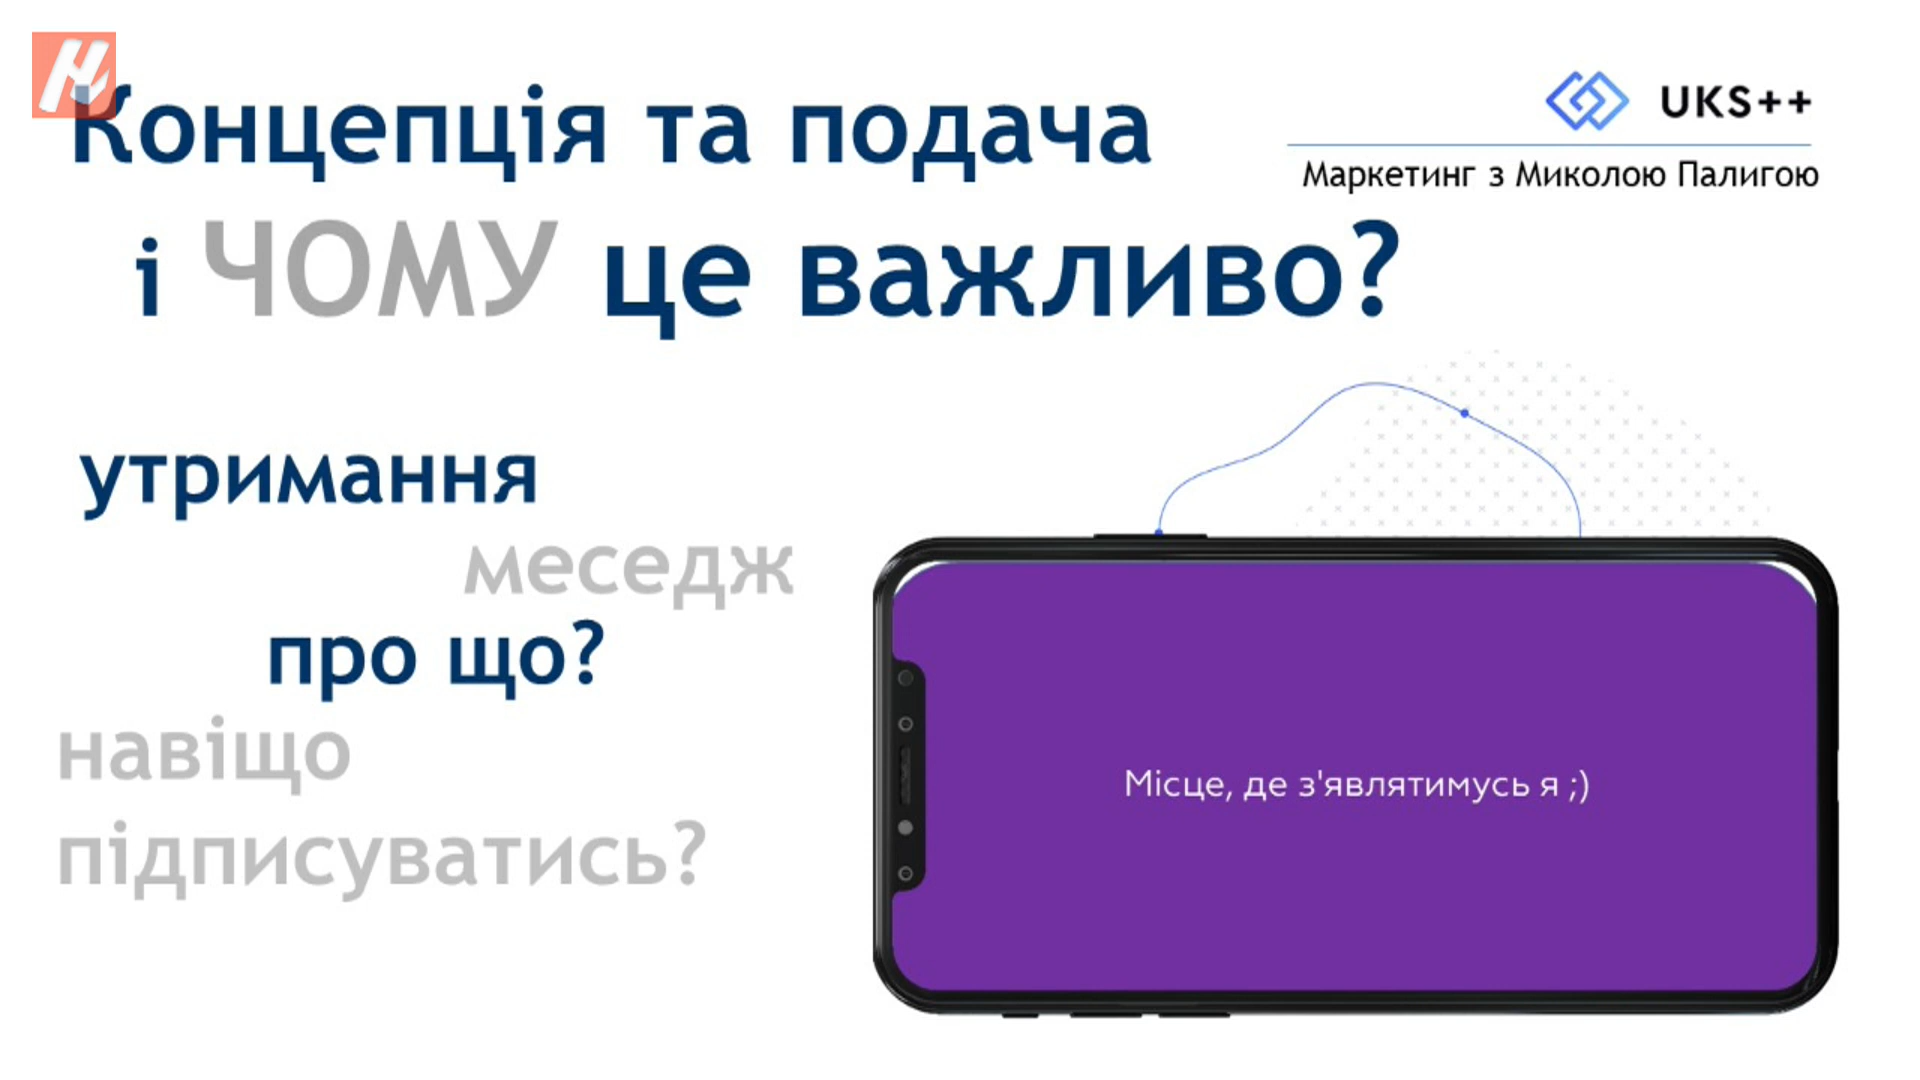 Концепція та подача
і ЧОМУ це важливо?
UKS++
Маркетинг з Миколою Палигою
утримання
меседж
про що?
навіщо
підписуватись?
Місце, де з'являтимусь я ;)